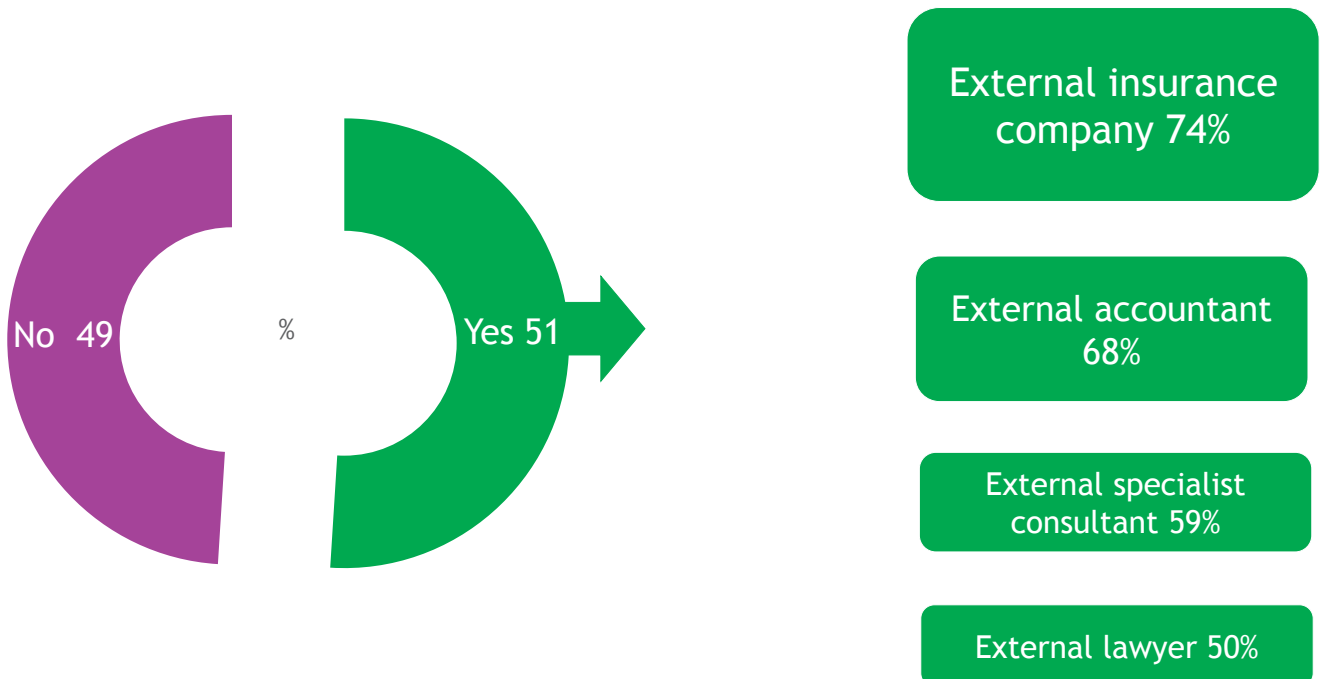 No 49
%
Yes 51
External insurance
company 74%
External accountant
68%
External specialist
consultant 59%
External lawyer 50%